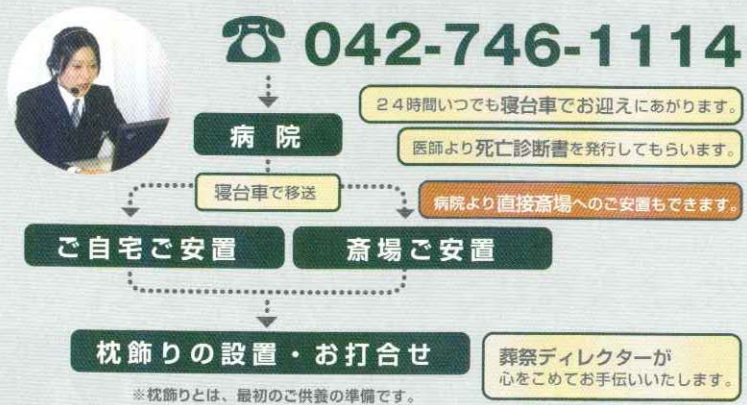 042-746-1114
24時間いつでも寝台車でお迎えにあがります。
病院
医師より死亡診断書を発行してもらいます。
寝台車で移送
病院より直接斎場へのご安置もできます。
ご自宅ご安置
斎場ご安置
枕飾りの設置・お打合せ
葬祭ディレクターが
心をこめてお手伝いいたします。
※枕飾りとは、最初のご供養の準備です。